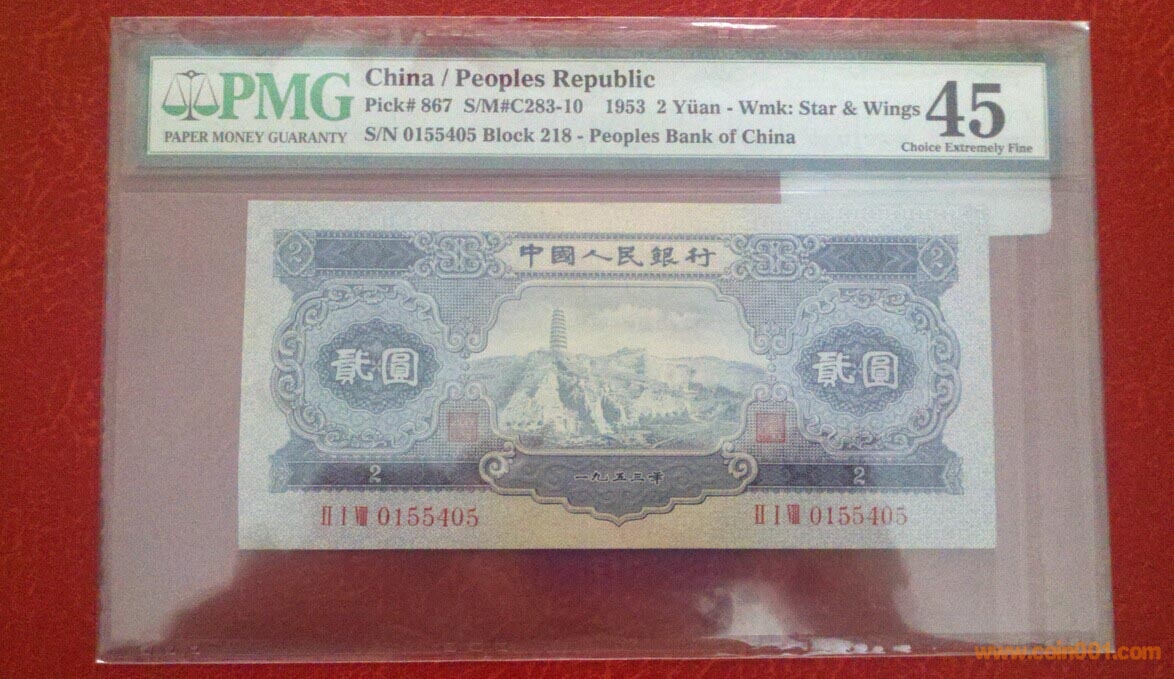 PMG
PAPER MONEY GUARANTY
China / Peoples Republic
Pick# 867 S/M#C283-10 1953 2 Yüan - Wmk: Star & Wings
S/N 0155405 Block 218 - Peoples Bank of China
45
Choice Extremely Fine
2 中國人民銀行 2
貳圓 貳圓
2 一九五三年 2
II I VIII 0155405 II I VIII 0155405
www.coin001.com